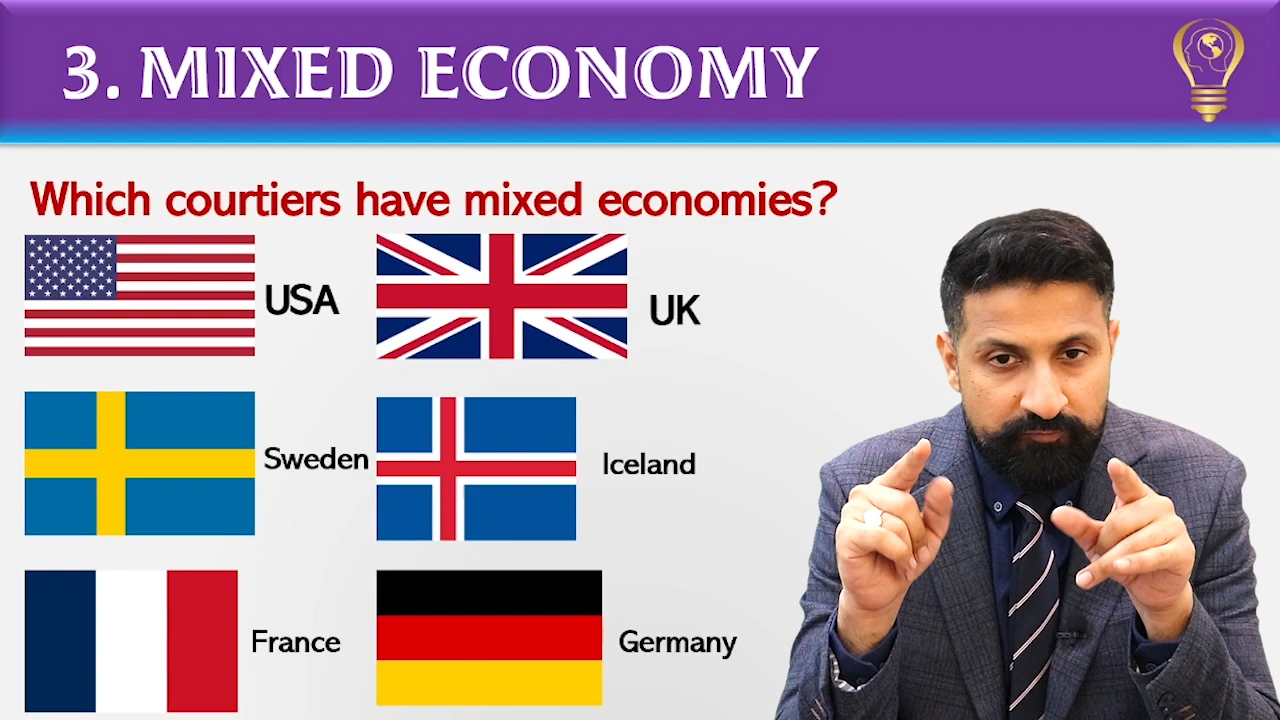 3. MIXED ECONOMY
Which courtiers have mixed economies?
USA
UK
Sweden
Iceland
France
Germany